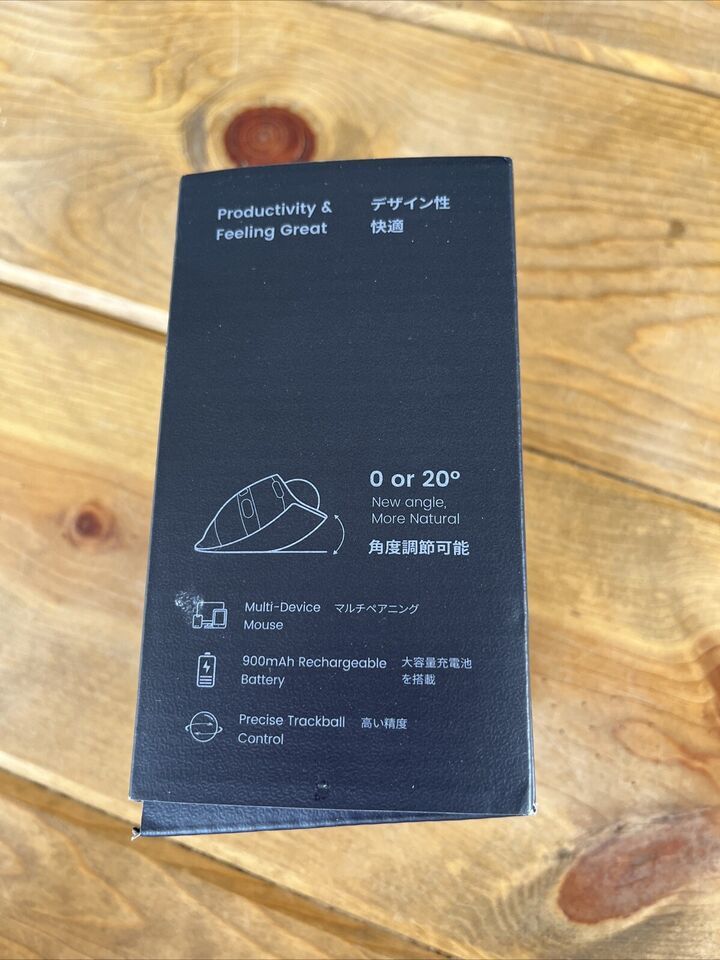 Productivity &
Feeling Great
デザイン性
快適
0 or 20°
New angle,
More Natural
角度調節可能
Multi-Device マルチペアニング
Mouse
900mAh Rechargeable 大容量充電池
Battery を搭載
Precise Trackball 高い精度
Control